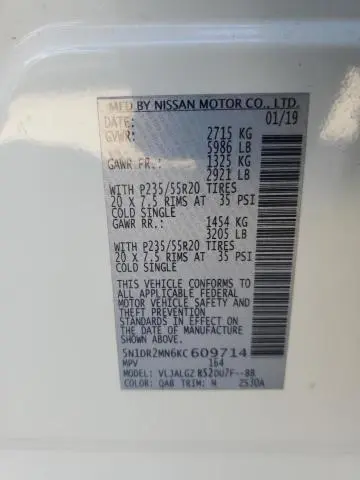 MFD BY NISSAN MOTOR CO., LTD.
DATE: 01/19
GVWR: 2715 KG
5986 LB
GAWR FR.: 1325 KG
2921 LB
WITH P235/55R20 TIRES
20 X 7.5 RIMS AT 35 PSI
COLD SINGLE
GAWR RR.: 1454 KG
3205 LB
WITH P235/55R20 TIRES
20 X 7.5 RIMS AT 35 PSI
COLD SINGLE
THIS VEHICLE CONFORMS TO
ALL APPLICABLE FEDERAL
MOTOR VEHICLE SAFETY AND
THEFT PREVENTION
STANDARDS IN EFFECT ON THE
DATE OF MANUFACTURE
5N1DR2MN6KC609714
MPV 164
MODEL: VLJALGZ R52UU7F--BB
COLOR: QAB TRIM: W 2530A